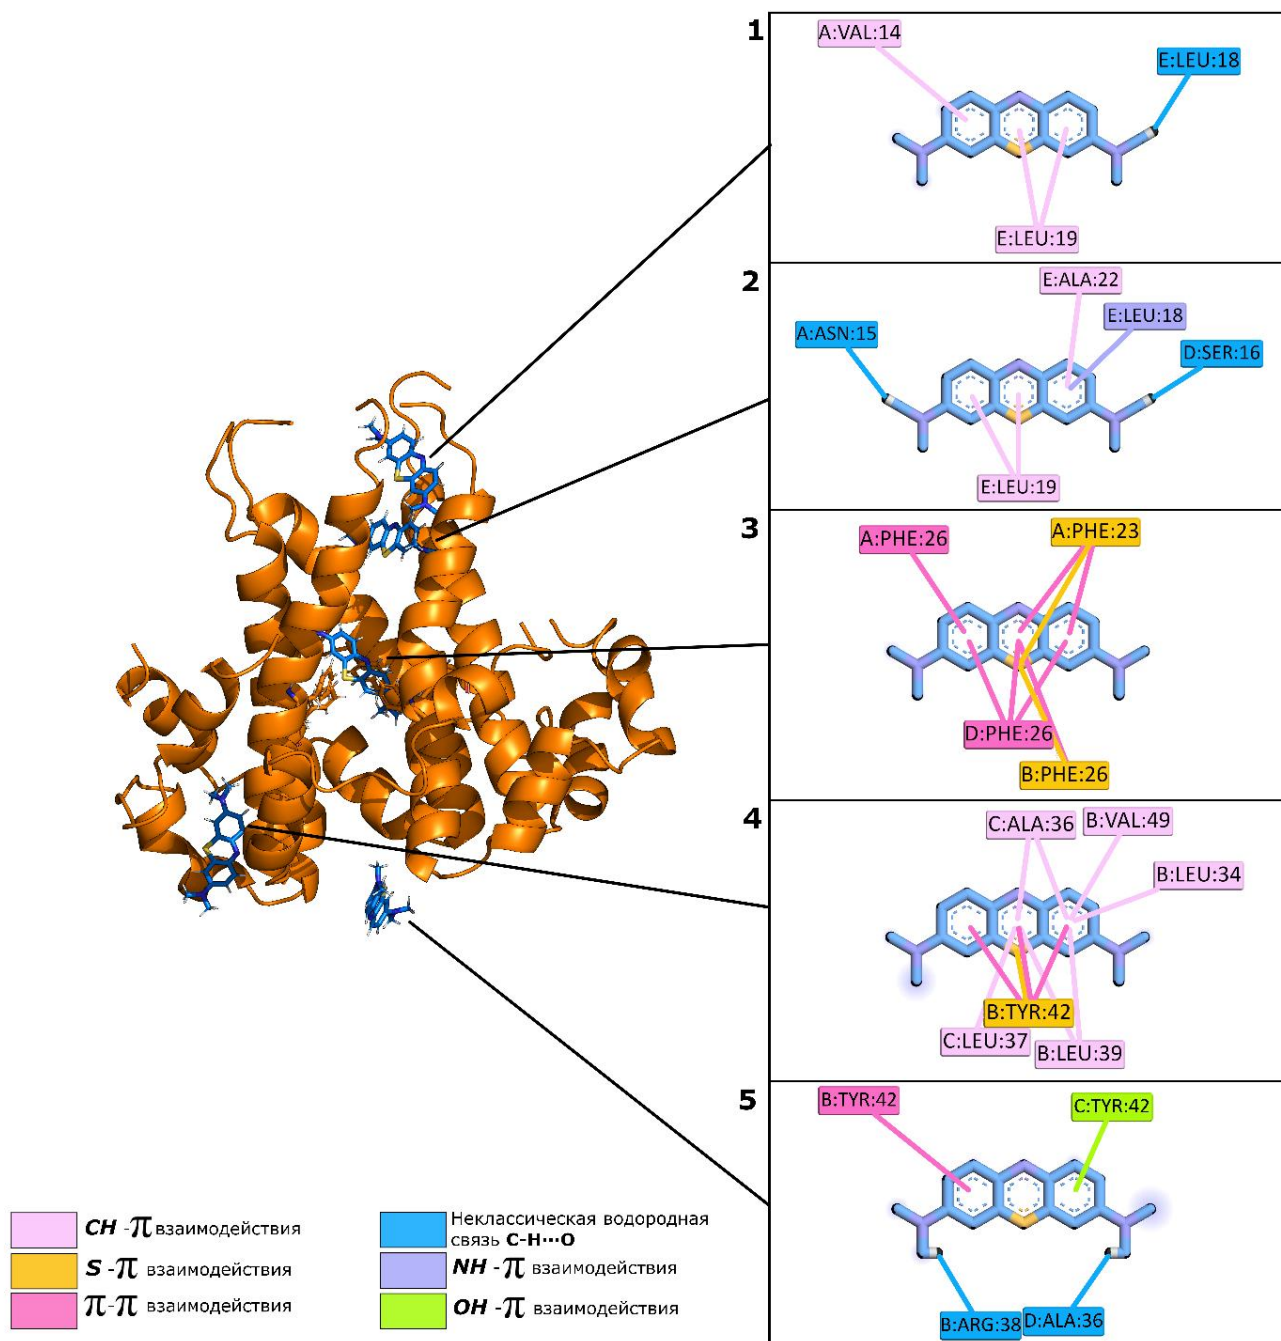 1
A:VAL:14
E:LEU:18
E:LEU:19
2
E:ALA:22
E:LEU:18
A:ASN:15
D:SER:16
E:LEU:19
3
A:PHE:26
A:PHE:23
D:PHE:26
B:PHE:26
4
C:ALA:36
B:VAL:49
B:LEU:34
B:TYR:42
C:LEU:37
B:LEU:39
5
B:TYR:42
C:TYR:42
B:ARG:38
D:ALA:36
CH -π взаимодействия
S -π взаимодействия
π-π взаимодействия
Неклассическая водородная
связь C-H···O
NH -π взаимодействия
OH -π взаимодействия